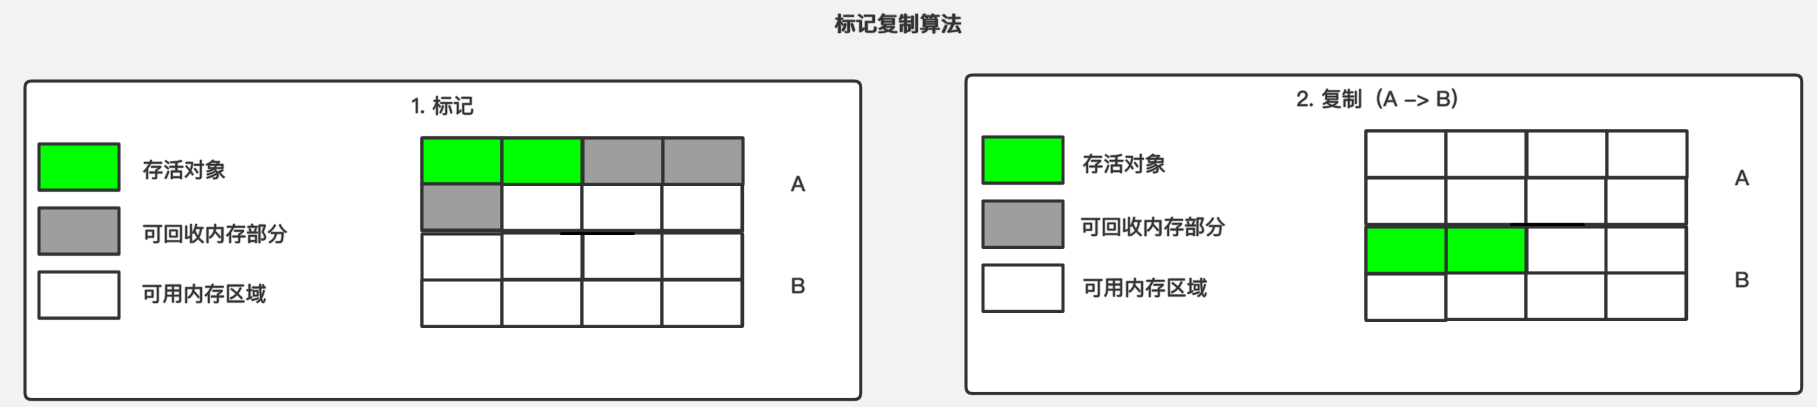 标记复制算法
1. 标记
存活对象
可回收内存部分
可用内存区域
A
B
2. 复制（A -> B）
存活对象
可回收内存部分
可用内存区域
A
B